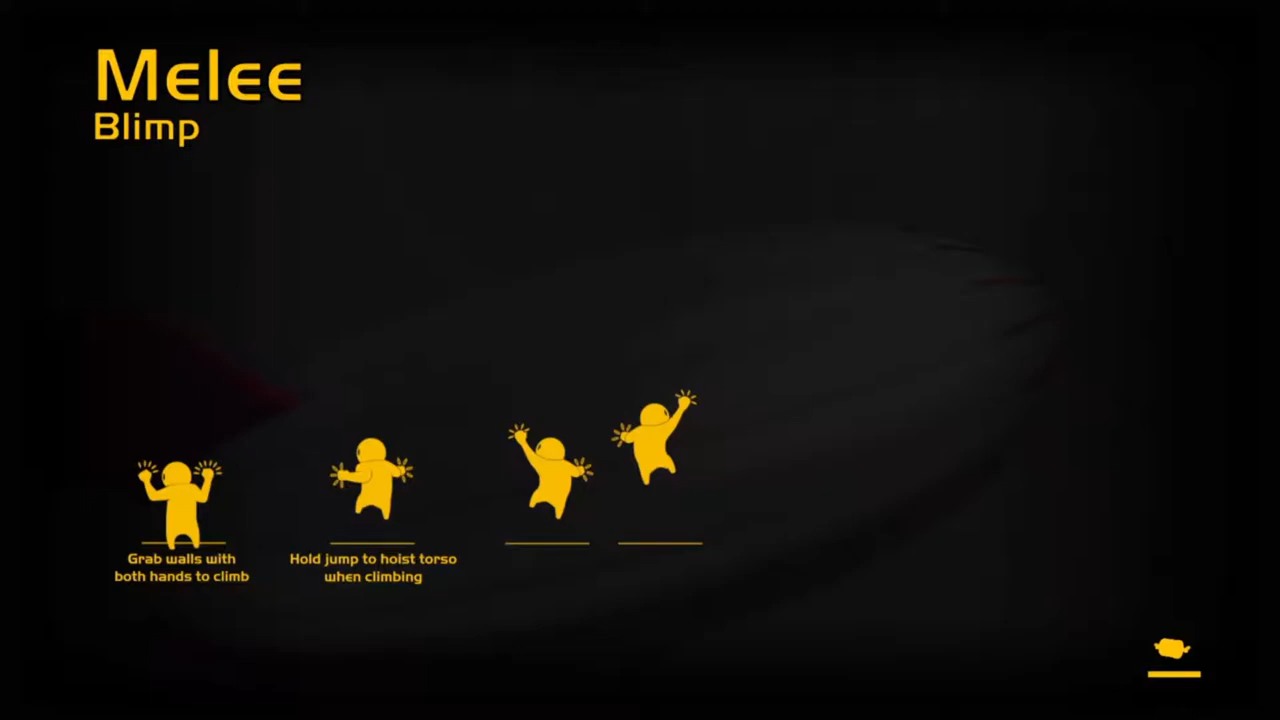 Melee
Blimp
Grab walls with
both hands to climb
Hold jump to hoist torso
when climbing